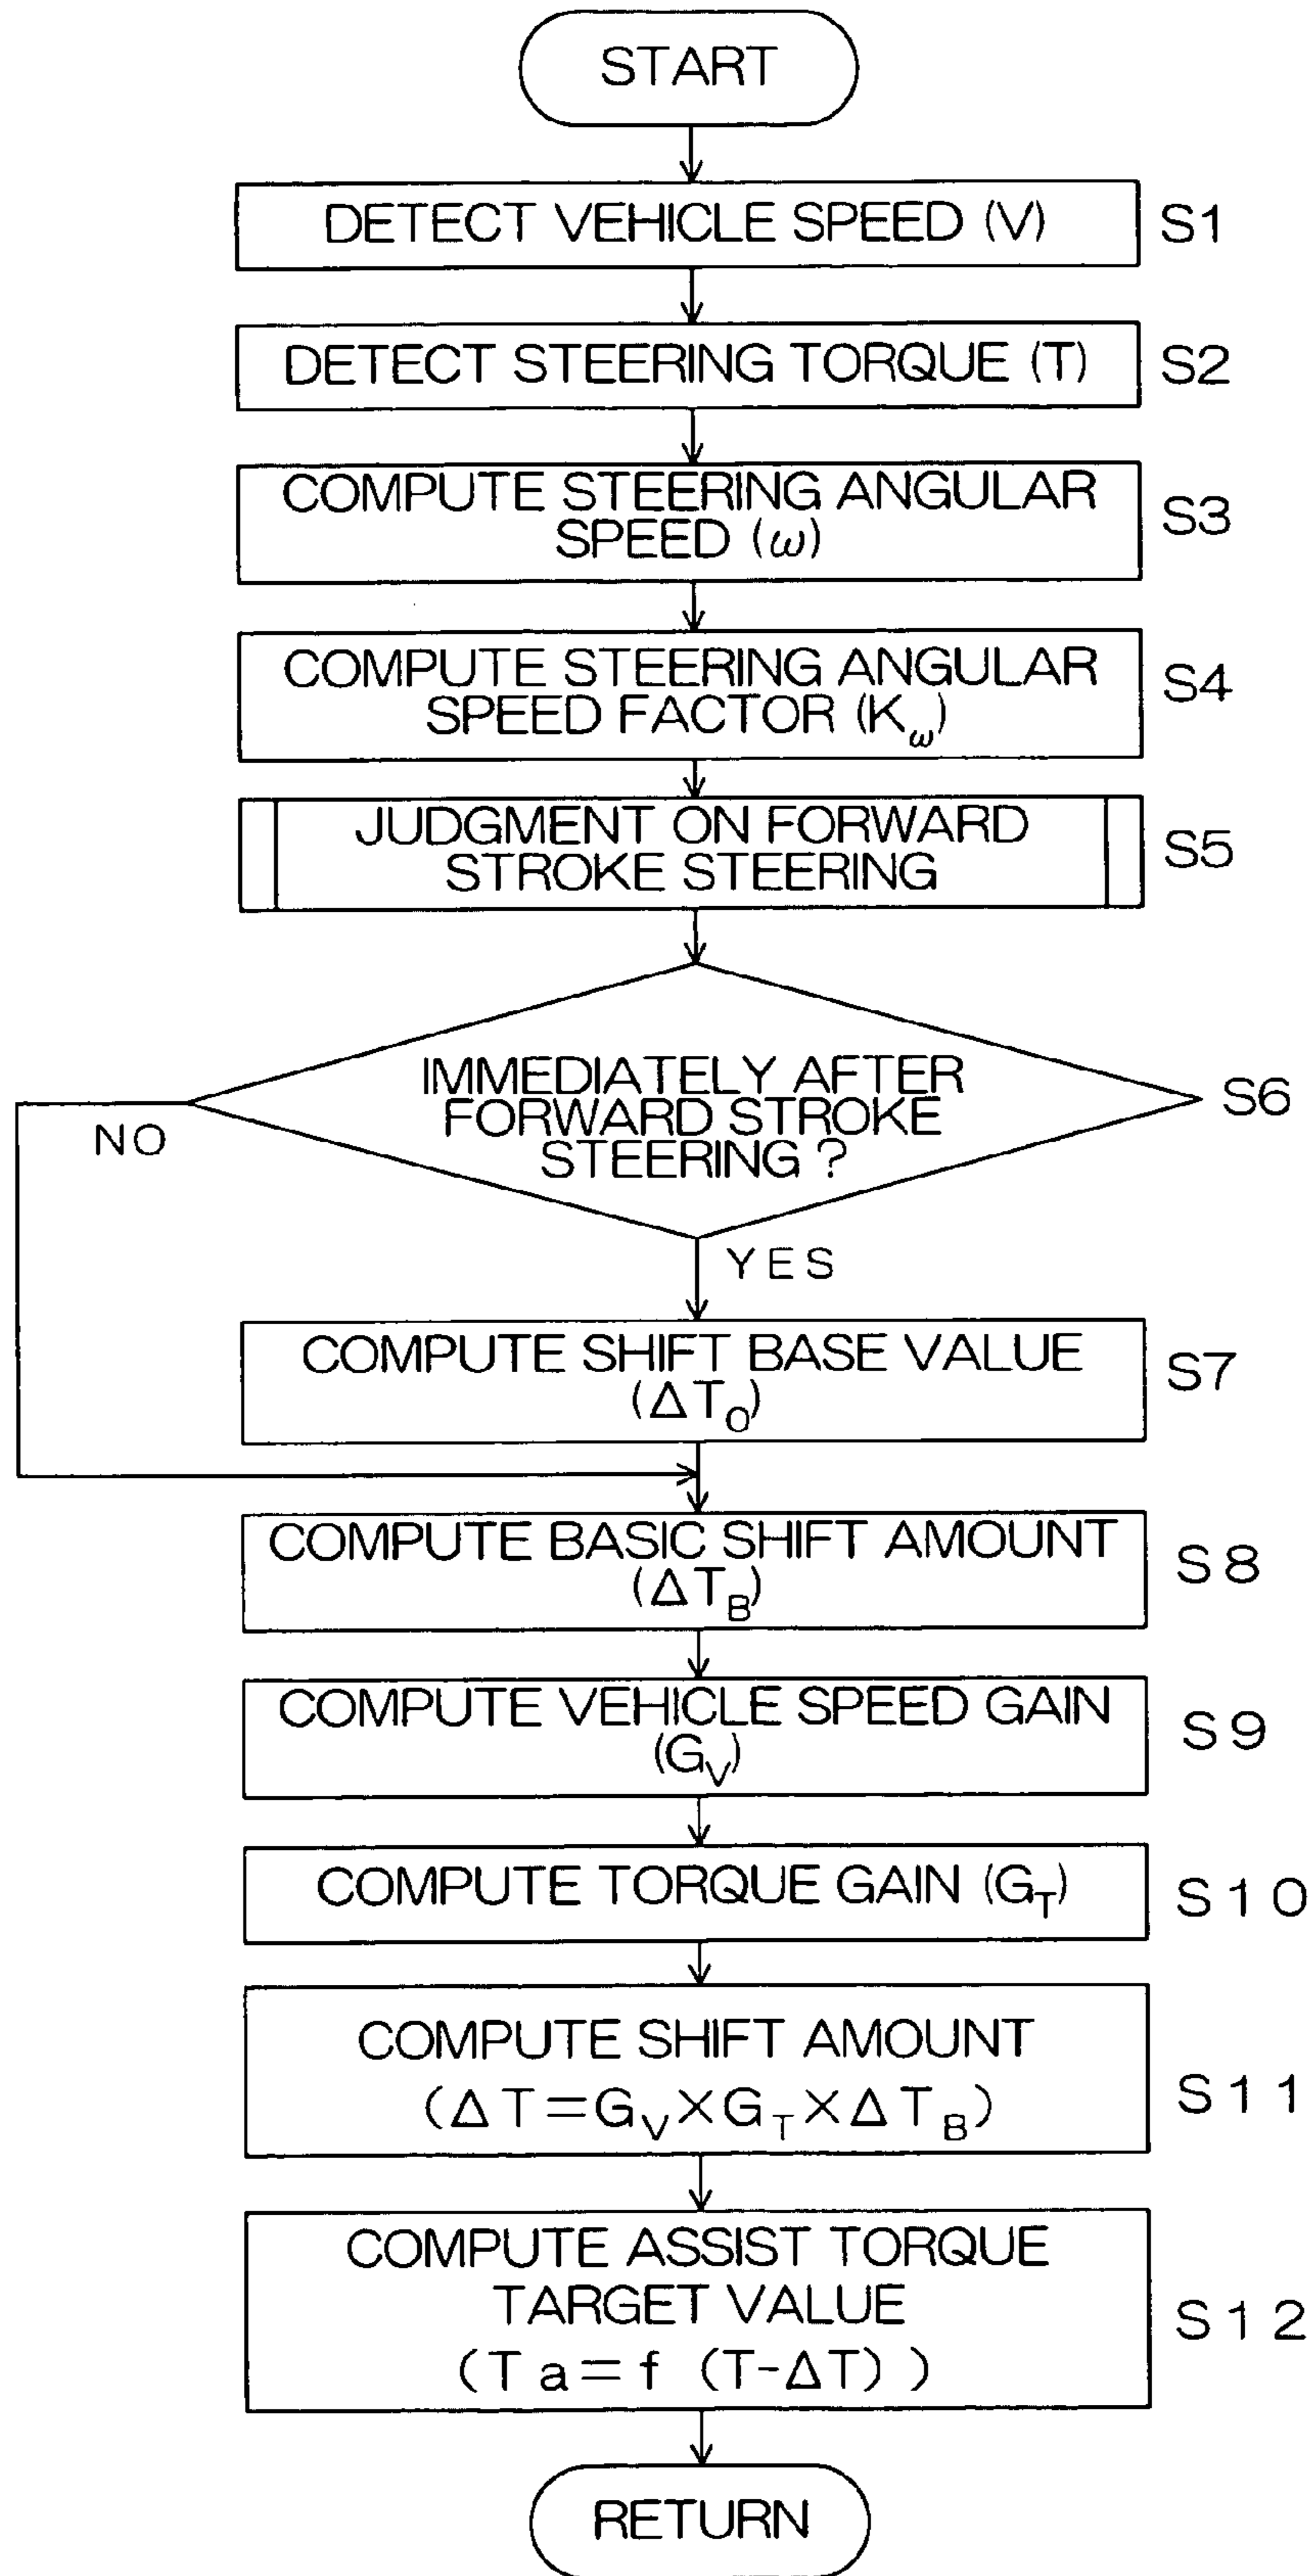 START
DETECT VEHICLE SPEED (V) S1
DETECT STEERING TORQUE (T) S2
COMPUTE STEERING ANGULAR
SPEED (ω)
S3
COMPUTE STEERING ANGULAR
SPEED FACTOR (Kω)
S4
JUDGMENT ON FORWARD
STROKE STEERING
S5
IMMEDIATELY AFTER
FORWARD STROKE
STEERING ?
S6
NO
YES
COMPUTE SHIFT BASE VALUE
(ΔTO)
S7
COMPUTE BASIC SHIFT AMOUNT
(ΔTB)
S8
COMPUTE VEHICLE SPEED GAIN
(GV)
S9
COMPUTE TORQUE GAIN (GT) S10
COMPUTE SHIFT AMOUNT
(ΔT=GV×GT×ΔTB)
S11
COMPUTE ASSIST TORQUE
TARGET VALUE
(Ta=f (T-ΔT))
S12
RETURN